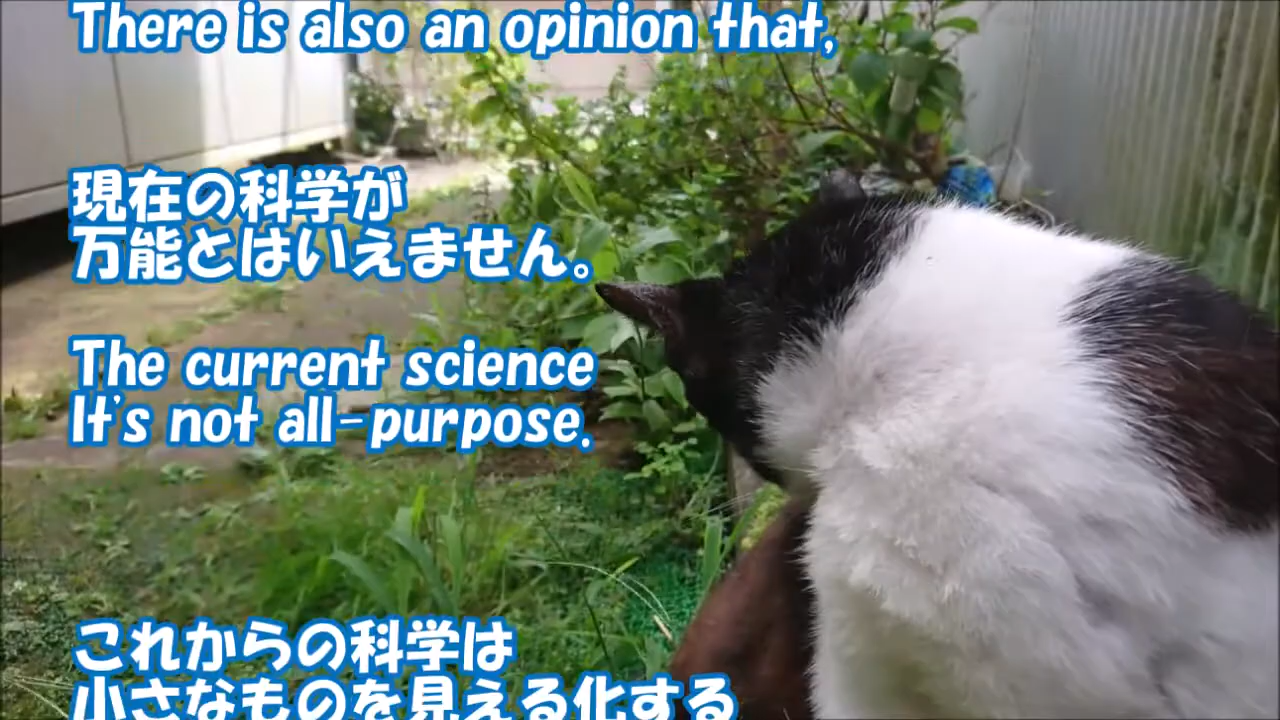 There is also an opinion that,
現在の科学が
万能とはいえません。
The current science
It's not all-purpose.
これからの科学は
小さなものを見える化する